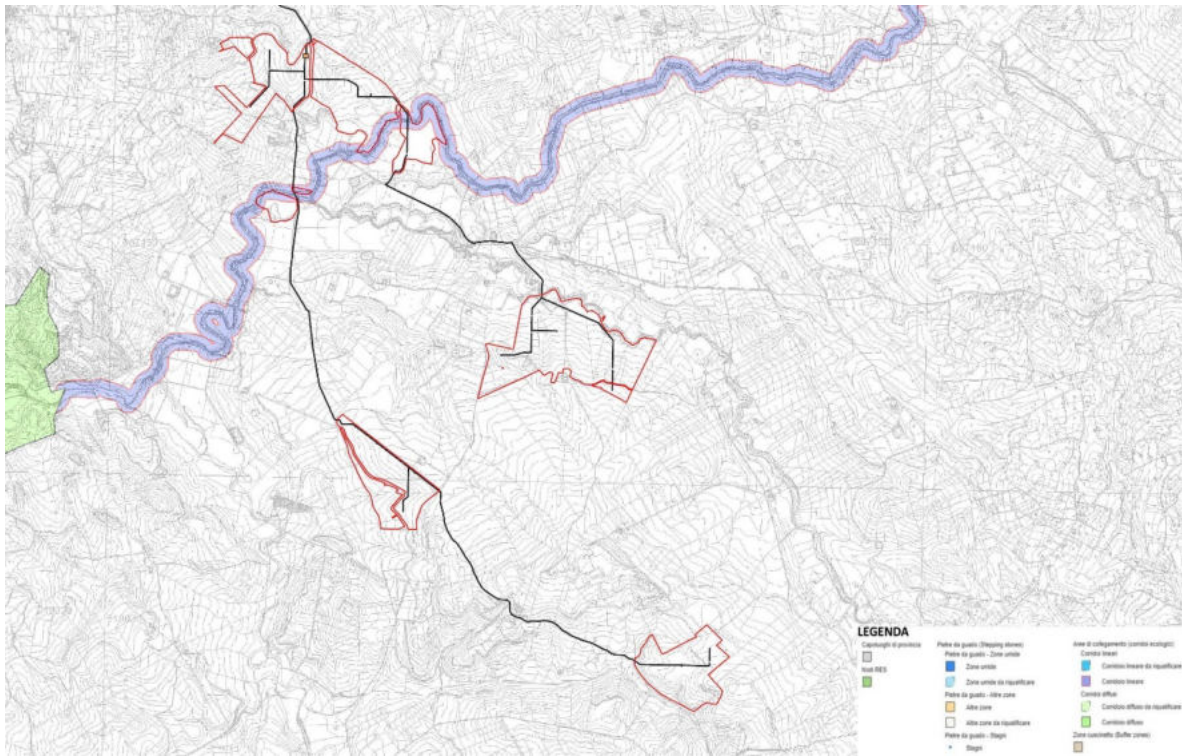 LEGENDA
Capoluoghi di provincia
Nodi RES
Pietre da guado (Stepping stones)
Pietre da guado - Zone umide
Zone umide
Zone umide da riqualificare
Pietre da guado - Altre zone
Altre zone
Altre zone da riqualificare
Pietre da guado - Stagni
Stagni
Aree di collegamento (corridoi ecologici)
Corridoi lineari
Corridoio lineare da riqualificare
Corridoio lineare
Corridoi diffusi
Corridoio diffuso da riqualificare
Corridoio diffuso
Zone cuscinetto (Buffer zones)